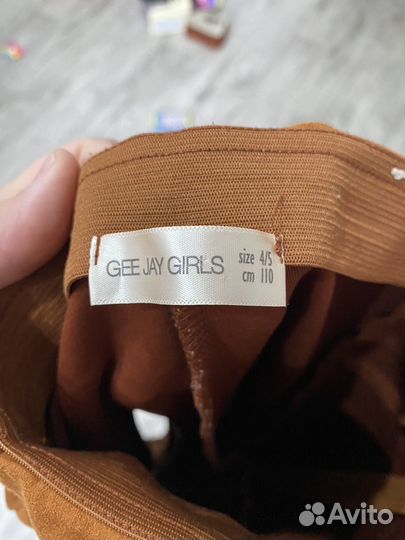 GEE JAY GIRLS size 4/5
cm 110
Avito